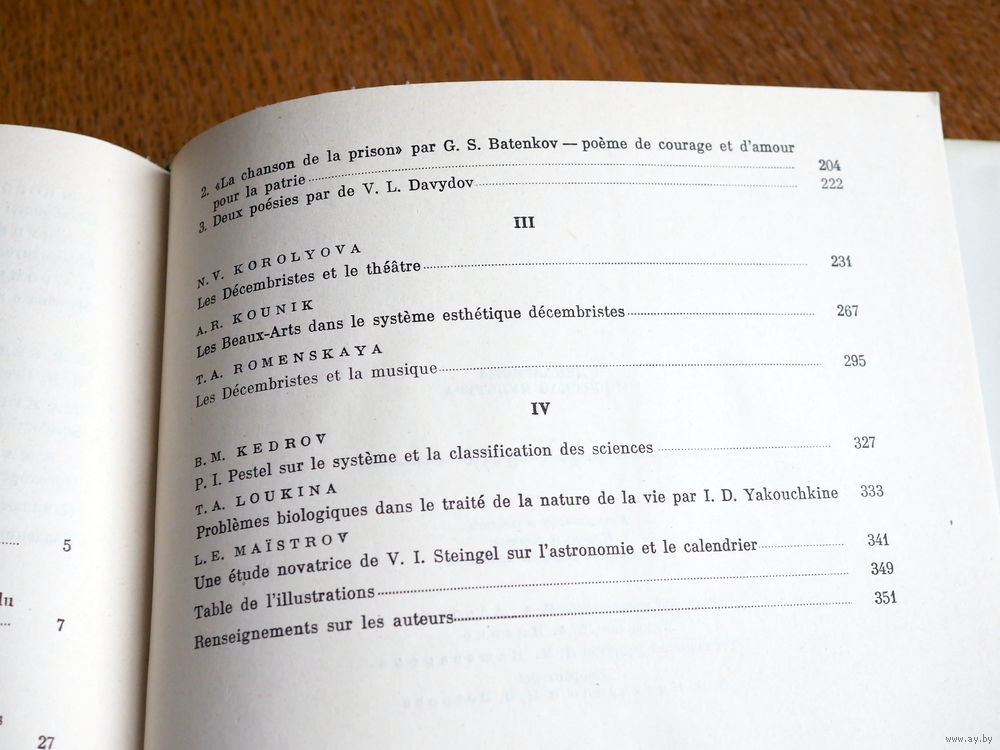 2. «La chanson de la prison» par G. S. Batenkov — poème de courage et d'amour
pour la patrie 204
3. Deux poésies par de V. L. Davydov 222
III
N. V. KOROLYOVA
Les Décembristes et le théâtre 231
A. R. KOUNIK
Les Beaux-Arts dans le système esthétique décembristes 267
T. A. ROMENSKAYA
Les Décembristes et la musique 295
IV
B. M. KEDROV
P. I. Pestel sur le système et la classification des sciences 327
T. A. LOUKINA
Problèmes biologiques dans le traité de la nature de la vie par I. D. Yakouchkine 333
L. E. MAÏSTROV
Une étude novatrice de V. I. Steingel sur l'astronomie et le calendrier 341
Table de l'illustrations 349
Renseignements sur les auteurs 351
5
7
27
www.ay.by